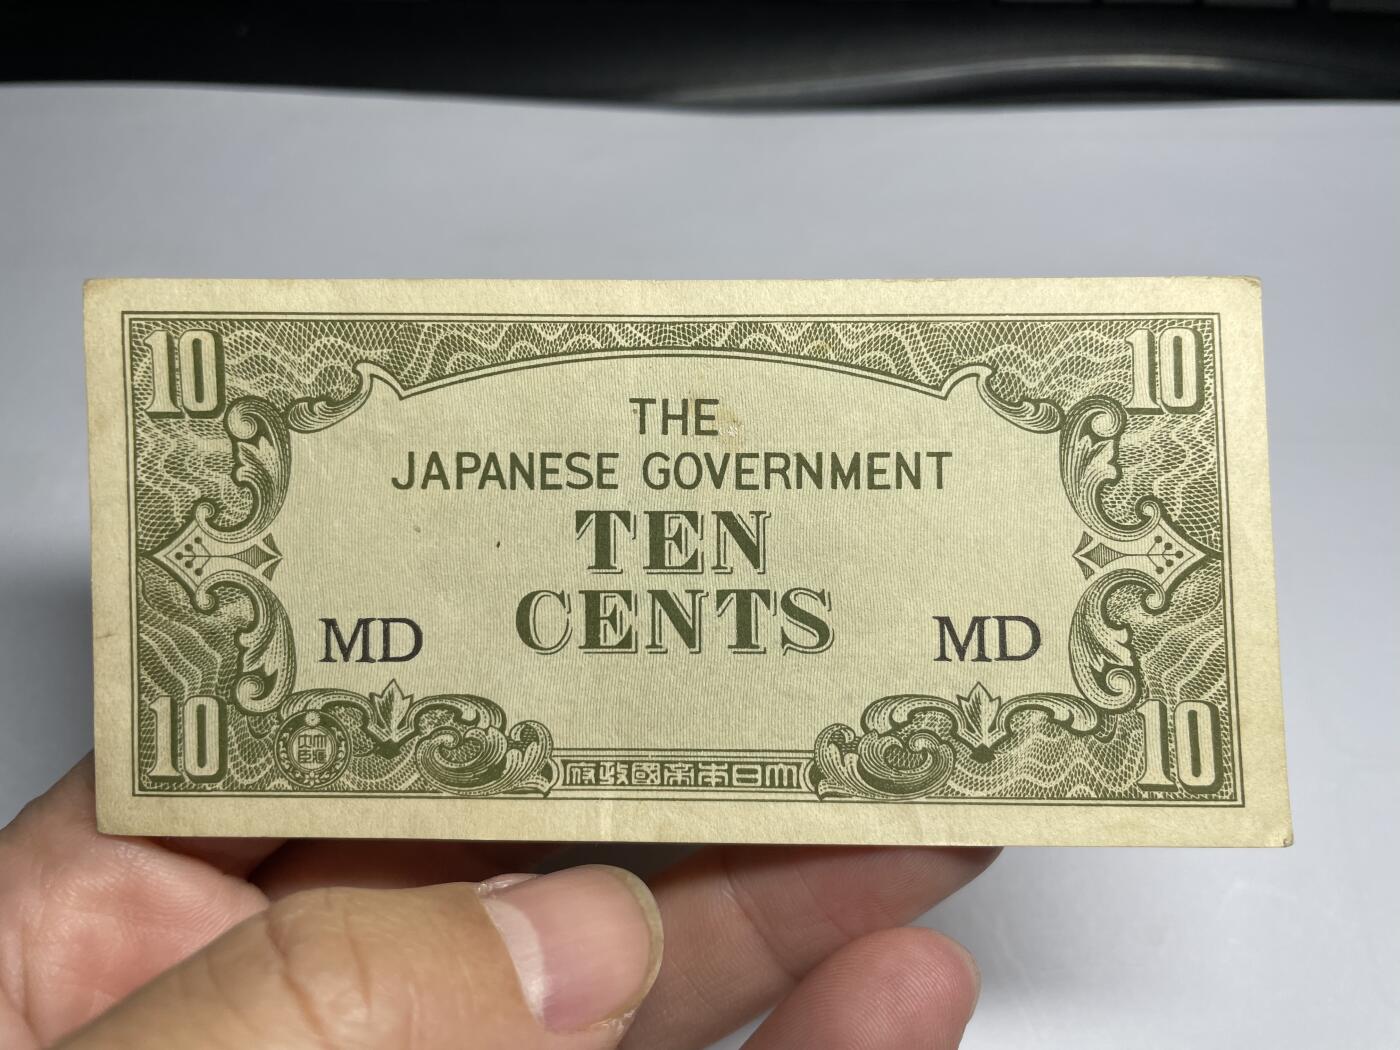 10 10
THE
JAPANESE GOVERNMENT
TEN
CENTS
MD MD
10 10
府政國帝本日大